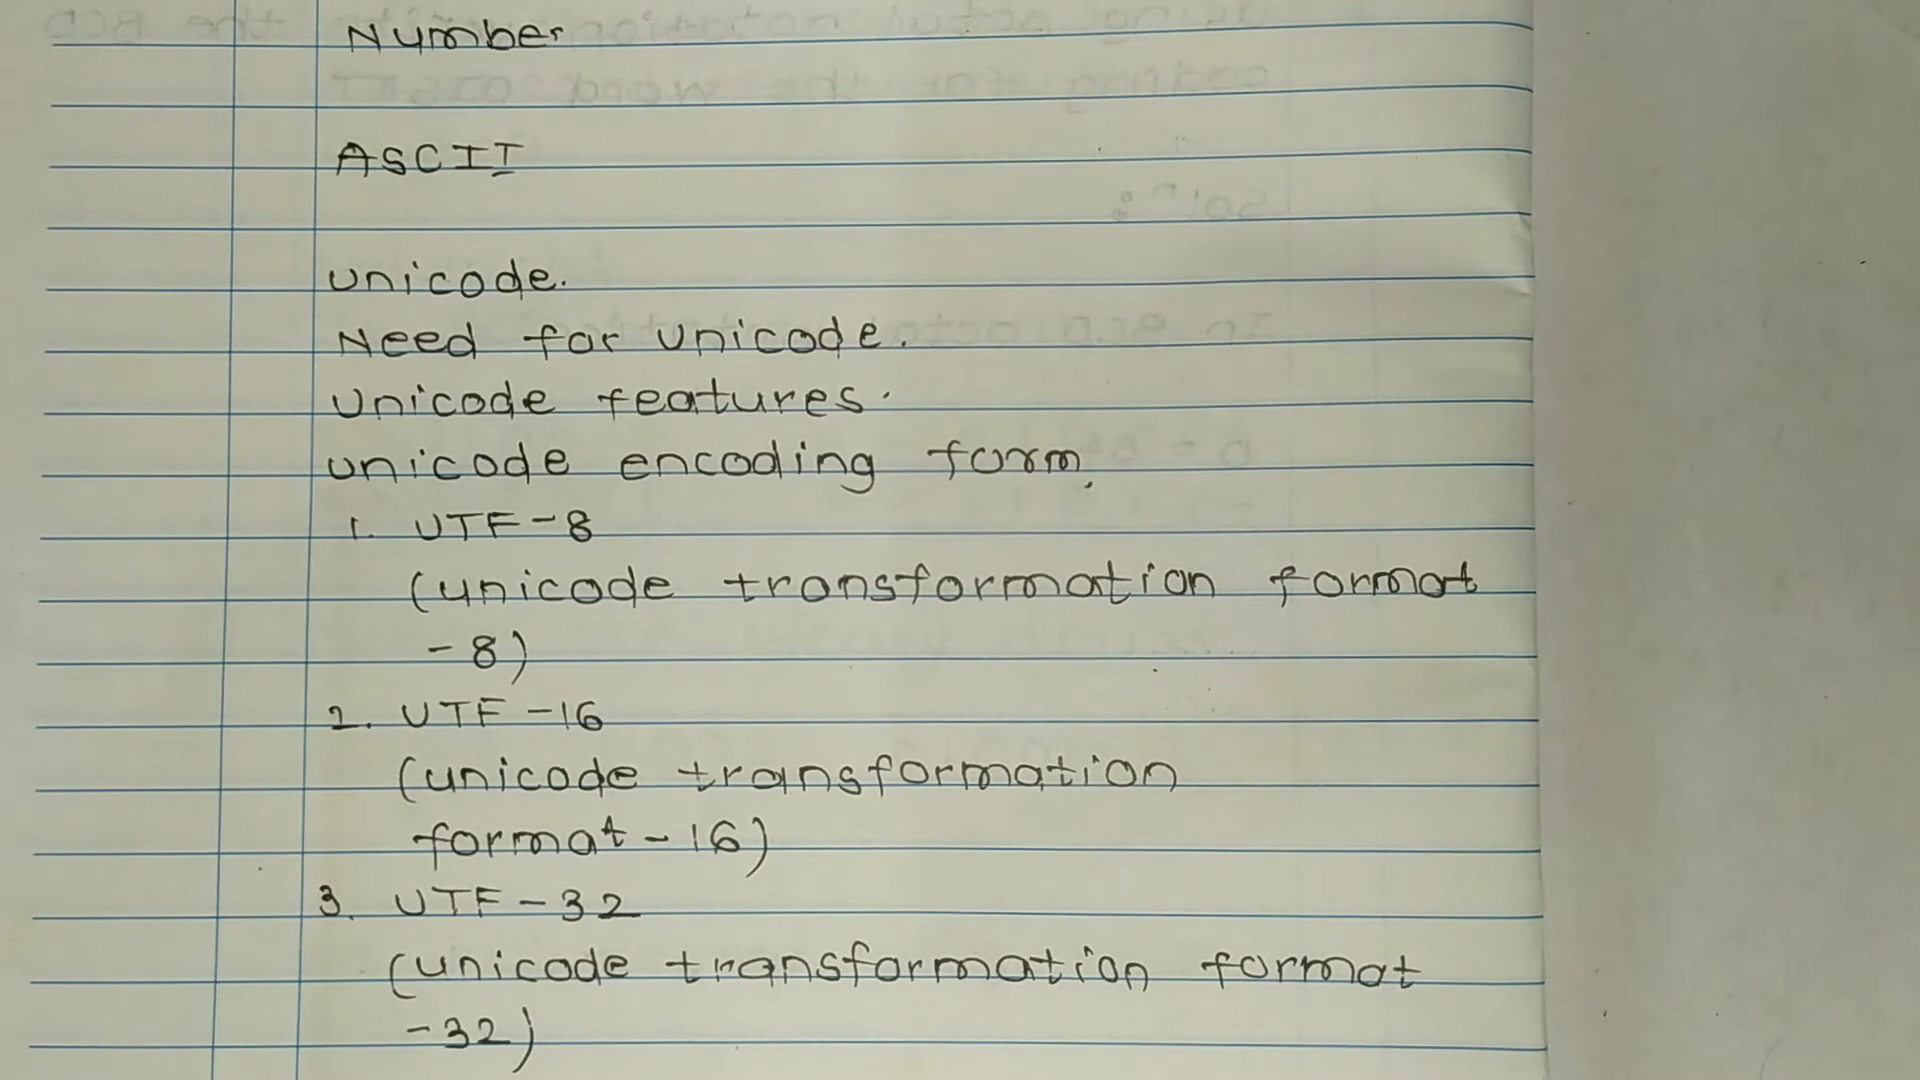 Number
ASCII
unicode.
Need for unicode.
Unicode features.
unicode encoding form.
1. UTF-8
(unicode transformation format
-8)
2. UTF-16
(unicode transformation
format-16)
3. UTF-32
(unicode transformation format
-32)